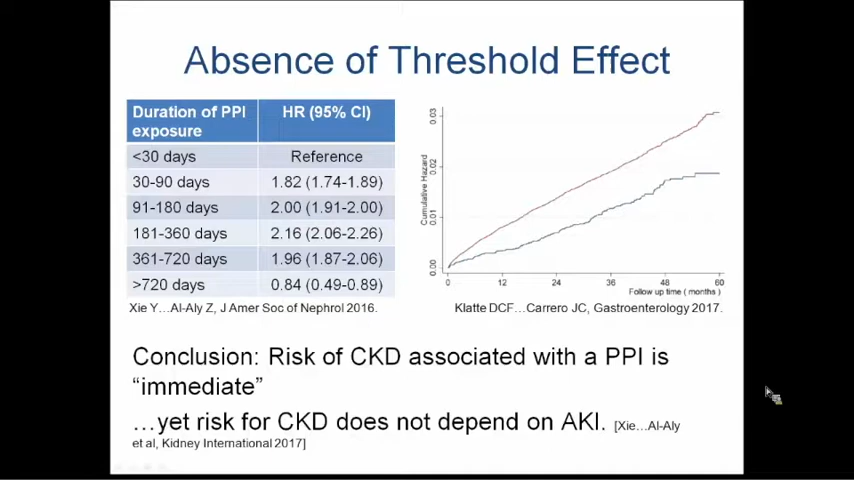 Absence of Threshold Effect
Duration of PPI exposure HR (95% CI)
<30 days Reference
30-90 days 1.82 (1.74-1.89)
91-180 days 2.00 (1.91-2.00)
181-360 days 2.16 (2.06-2.26)
361-720 days 1.96 (1.87-2.06)
>720 days 0.84 (0.49-0.89)
Xie Y…Al-Aly Z, J Amer Soc of Nephrol 2016.
Cumulative Hazard
0.03
0.02
0.01
0.00
0 12 24 36 48 60
Follow up time ( months )
Klatte DCF…Carrero JC, Gastroenterology 2017.
Conclusion: Risk of CKD associated with a PPI is
“immediate”
…yet risk for CKD does not depend on AKI. [Xie…Al-Aly
et al, Kidney International 2017]